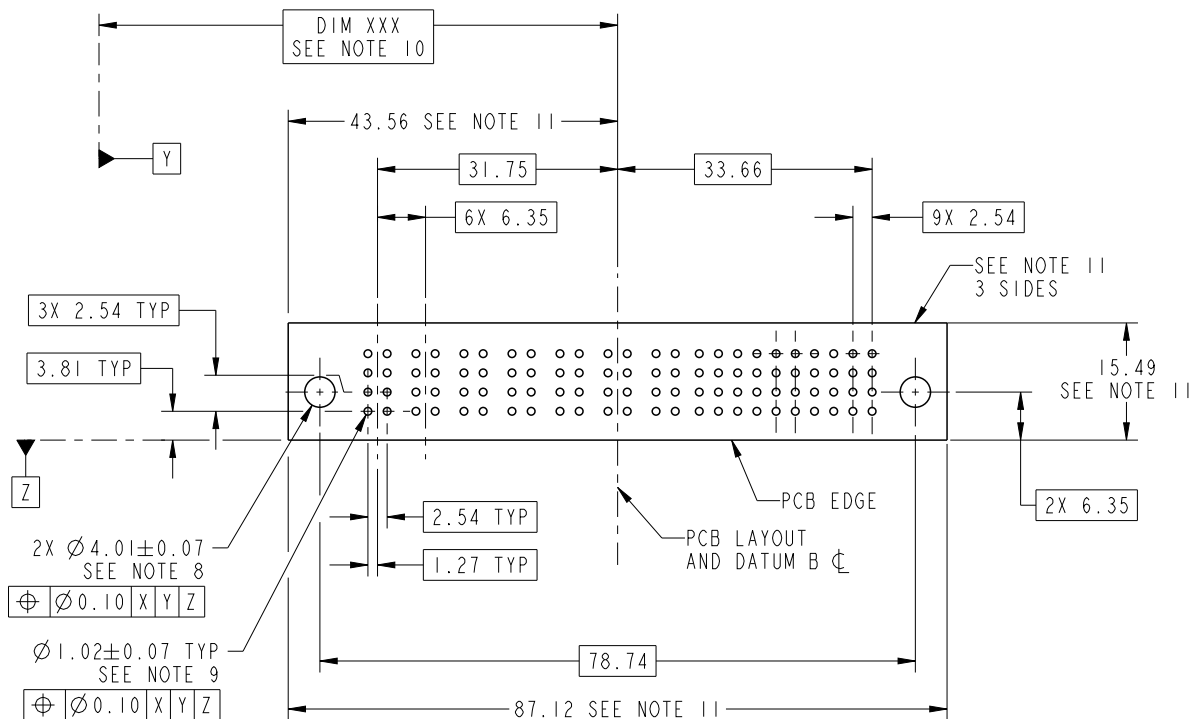 DIM XXX
SEE NOTE 10
43.56 SEE NOTE 11
Y
31.75
33.66
6X 6.35
9X 2.54
SEE NOTE 11
3 SIDES
3X 2.54 TYP
3.81 TYP
15.49
SEE NOTE 11
Z
PCB EDGE
2X 6.35
2.54 TYP
PCB LAYOUT
AND DATUM B ℄
2X Ø4.01±0.07
SEE NOTE 8
1.27 TYP
⌖ Ø0.10 X Y Z
Ø1.02±0.07 TYP
SEE NOTE 9
78.74
⌖ Ø0.10 X Y Z
87.12 SEE NOTE 11